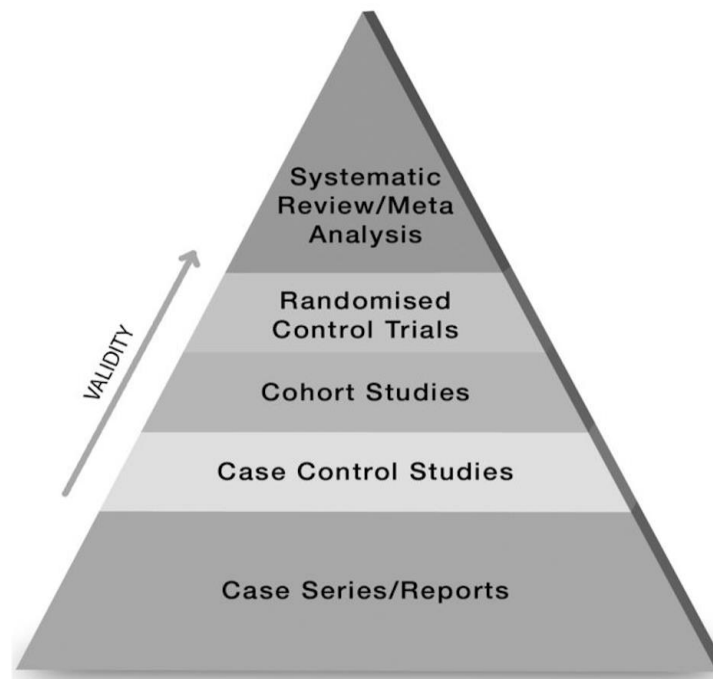 Systematic
Review/Meta
Analysis
Randomised
Control Trials
Cohort Studies
Case Control Studies
Case Series/Reports
VALIDITY